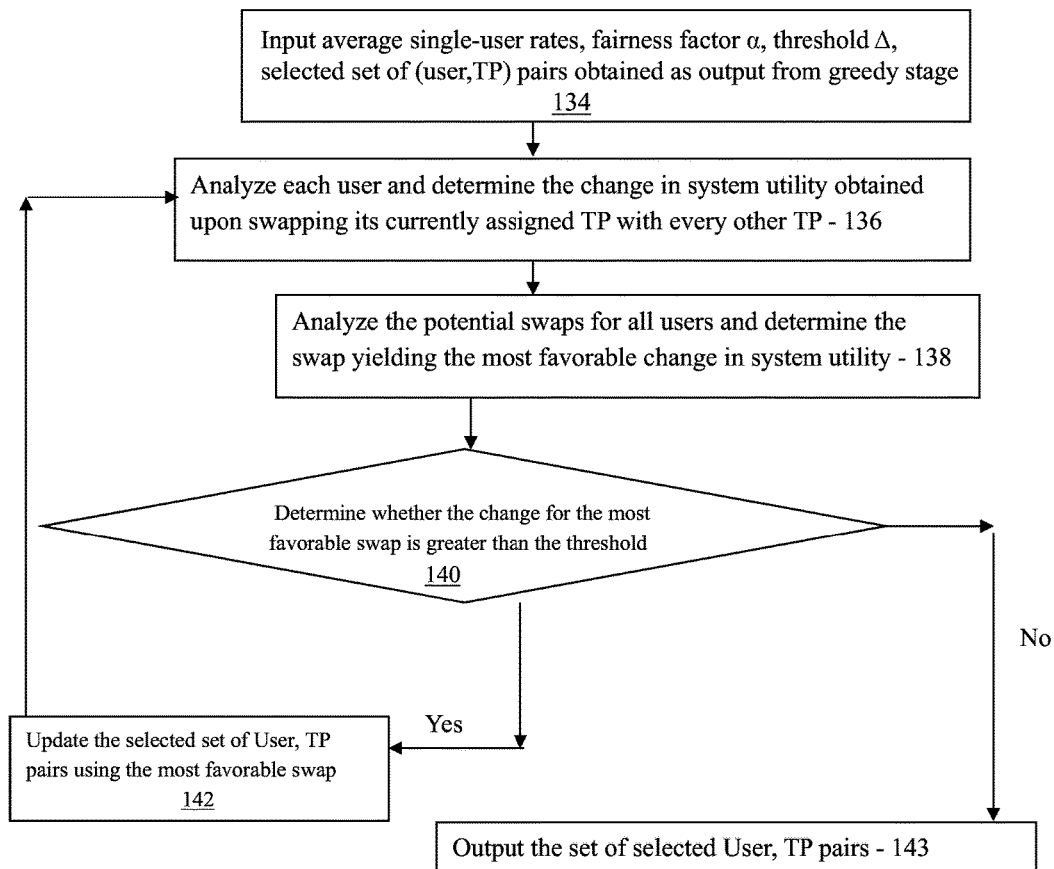 Input average single-user rates, fairness factor α, threshold Δ,
selected set of (user,TP) pairs obtained as output from greedy stage
134
Analyze each user and determine the change in system utility obtained
upon swapping its currently assigned TP with every other TP - 136
Analyze the potential swaps for all users and determine the
swap yielding the most favorable change in system utility - 138
Determine whether the change for the most
favorable swap is greater than the threshold
140
No
Yes
Update the selected set of User, TP
pairs using the most favorable swap
142
Output the set of selected User, TP pairs - 143